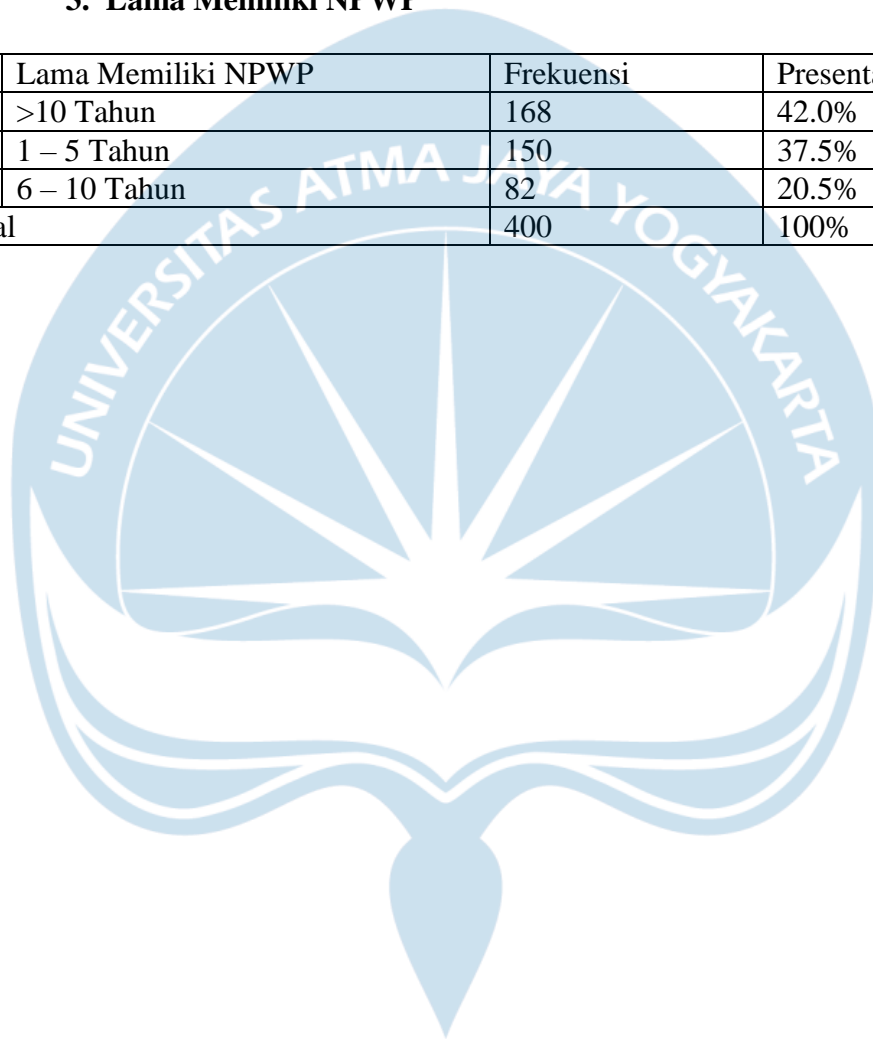 Lama Memiliki NPWP
Lama Memiliki NPWP Frekuensi
>10 Tahun 168 42.0%
1 – 5 Tahun 150 37.5%
6 – 10 Tahun 82 20.5%
400 100%
UNIVERSITAS ATMA JAYA YOGYAKARTA